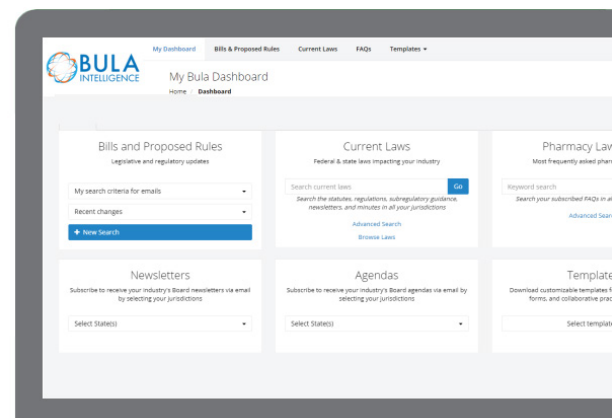 My Dashboard Bills & Proposed Rules Current Laws FAQs Templates
BULA
INTELLIGENCE
My Bula Dashboard
Home Dashboard
Bills and Proposed Rules
Legislative and regulatory updates
My search criteria for emails
Recent changes
+ New Search
Current Laws
Federal & state laws impacting your industry
Search current laws Go
Search the statutes, regulations, subregulatory guidance,
newsletters, and minutes in all your jurisdictions
Advanced Search
Browse Laws
Pharmacy Law
Most frequently asked phar
Keyword search
Search your subscribed FAQs in al
Advanced Sear
Newsletters
Subscribe to receive your industry's Board newsletters via email
by selecting your jurisdictions
Select State(s)
Agendas
Subscribe to receive your industry's Board agendas via email by
selecting your jurisdictions
Select State(s)
Template
Download customizable templates f
forms, and collaborative prac
Select templat